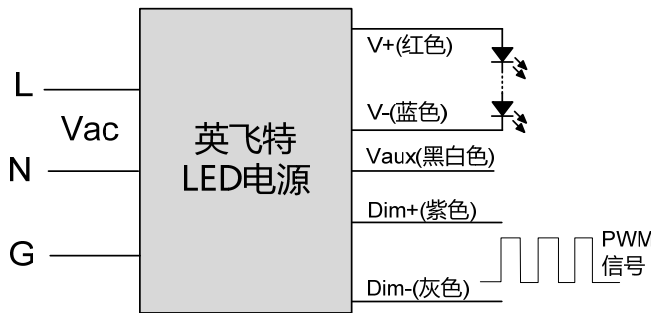 L
Vac
N
G
英飞特
LED电源
V+(红色)
V-(蓝色)
Vaux(黑白色)
Dim+(紫色)
Dim-(灰色)
PWM
信号